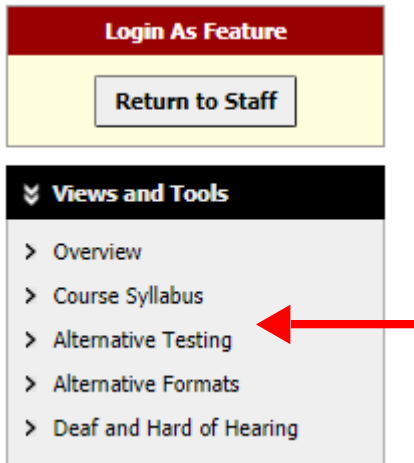 Login As Feature
Return to Staff
Views and Tools
Overview
Course Syllabus
Alternative Testing
Alternative Formats
Deaf and Hard of Hearing